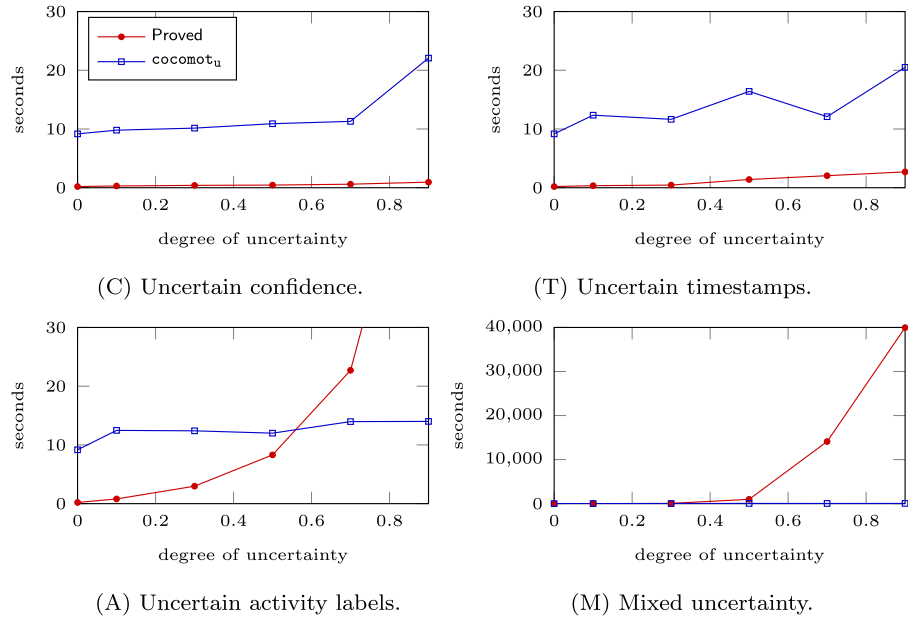 30
20
10
0
seconds
Proved
cocomot_u
0 0.2 0.4 0.6 0.8
degree of uncertainty
(C) Uncertain confidence.
30
20
10
0
seconds
0 0.2 0.4 0.6 0.8
degree of uncertainty
(T) Uncertain timestamps.
30
20
10
0
seconds
0 0.2 0.4 0.6 0.8
degree of uncertainty
(A) Uncertain activity labels.
40,000
30,000
20,000
10,000
0
seconds
0 0.2 0.4 0.6 0.8
degree of uncertainty
(M) Mixed uncertainty.